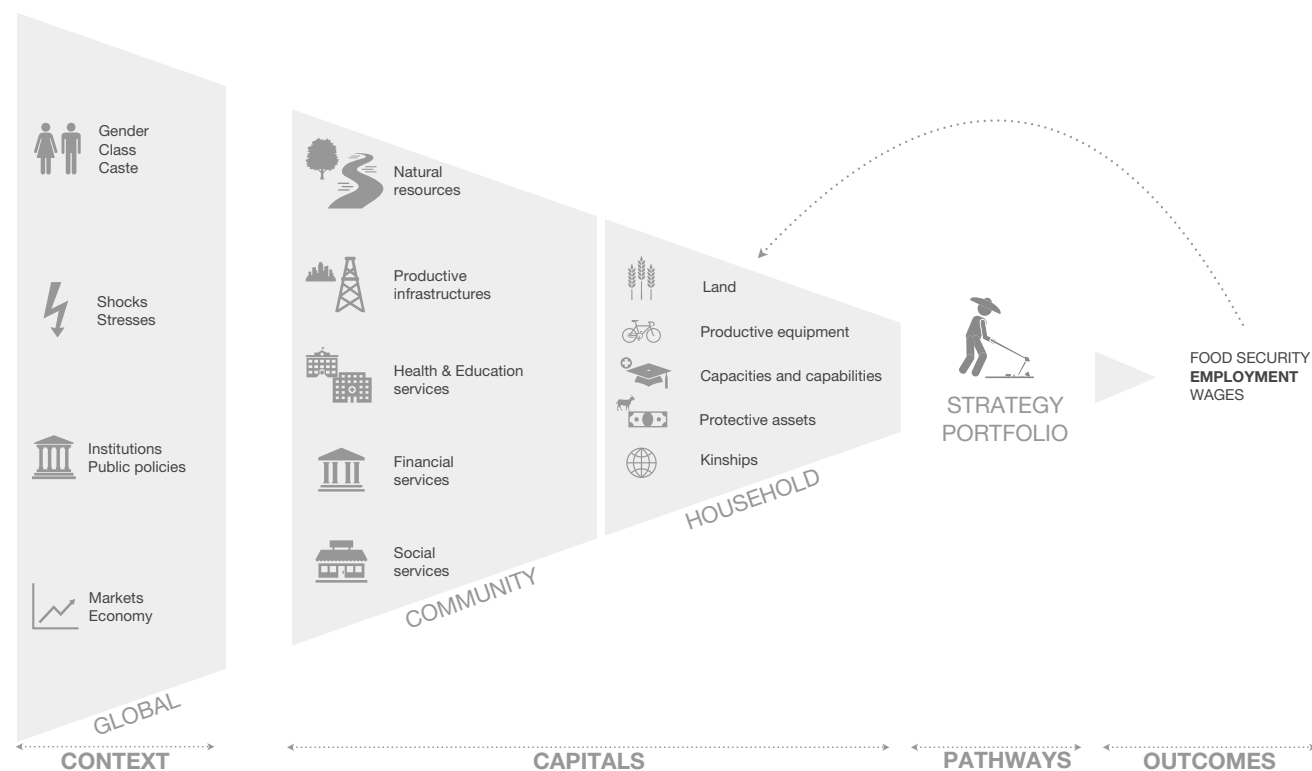 Gender
Class
Caste
Shocks
Stresses
Institutions
Public policies
Markets
Economy
GLOBAL
Natural
resources
Productive
infrastructures
Health & Education
services
Financial
services
Social
services
COMMUNITY
Land
Productive equipment
Capacities and capabilities
Protective assets
Kinships
HOUSEHOLD
STRATEGY
PORTFOLIO
FOOD SECURITY
EMPLOYMENT
WAGES
CONTEXT
CAPITALS
PATHWAYS
OUTCOMES